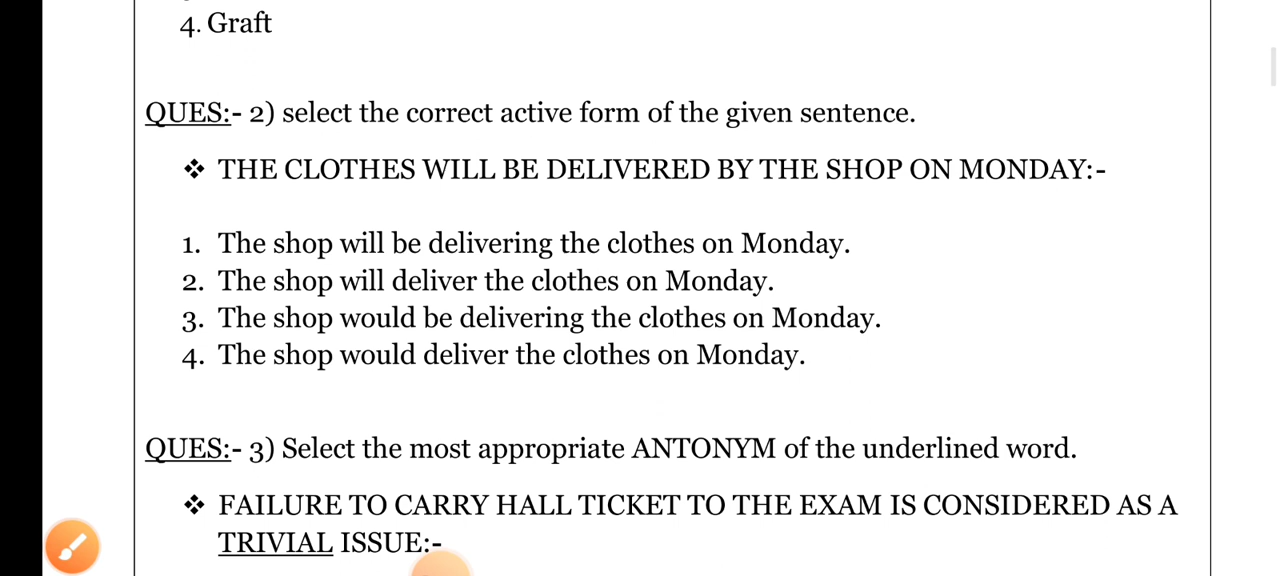 4. Graft
QUES:- 2) select the correct active form of the given sentence.
❖ THE CLOTHES WILL BE DELIVERED BY THE SHOP ON MONDAY:-
1. The shop will be delivering the clothes on Monday.
2. The shop will deliver the clothes on Monday.
3. The shop would be delivering the clothes on Monday.
4. The shop would deliver the clothes on Monday.
QUES:- 3) Select the most appropriate ANTONYM of the underlined word.
❖ FAILURE TO CARRY HALL TICKET TO THE EXAM IS CONSIDERED AS A
TRIVIAL ISSUE:-